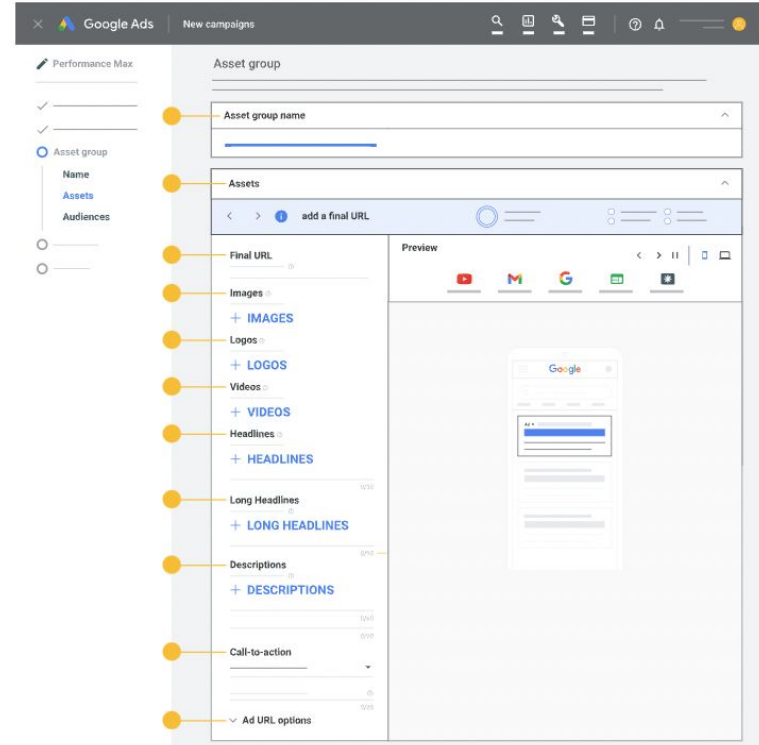 Google Ads
New campaigns
Performance Max
Asset group
Name
Assets
Audiences
Asset group
Asset group name
Assets
add a final URL
Final URL
Images
+ IMAGES
Logos
+ LOGOS
Videos
+ VIDEOS
Headlines
+ HEADLINES
Long Headlines
+ LONG HEADLINES
Descriptions
+ DESCRIPTIONS
Call-to-action
Ad URL options
Preview
Google
Ad